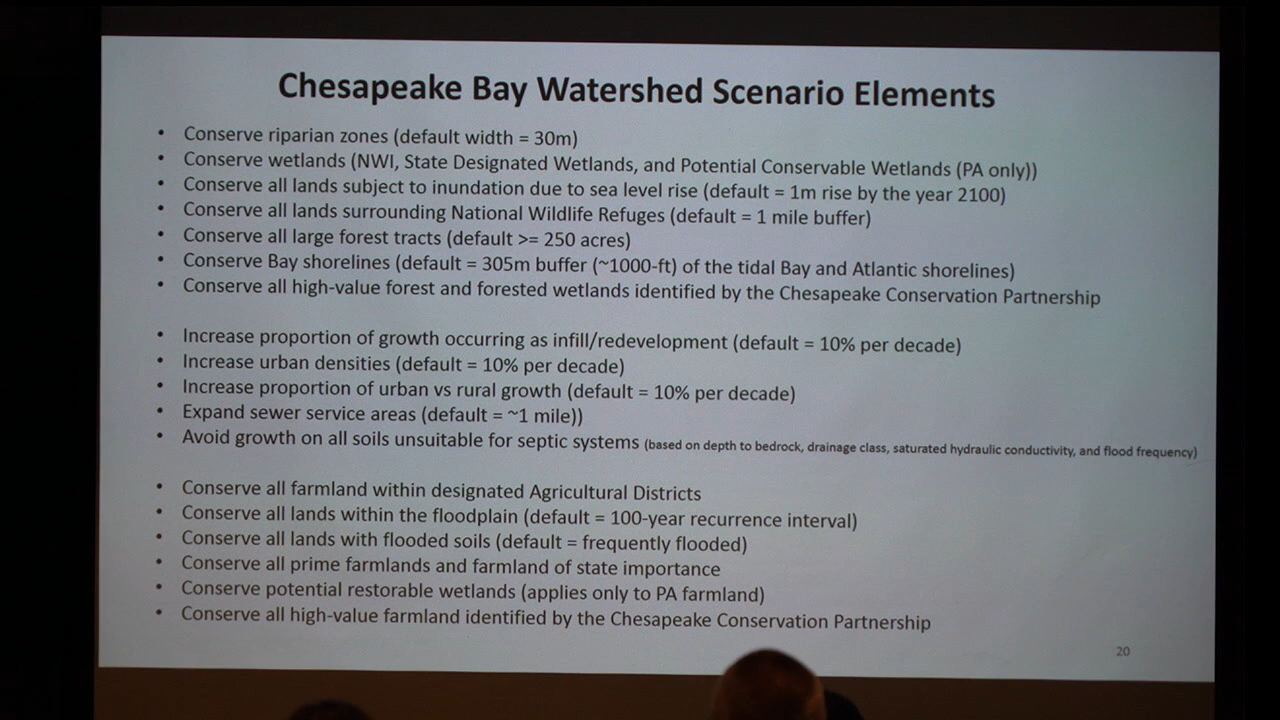 Chesapeake Bay Watershed Scenario Elements
• Conserve riparian zones (default width = 30m)
• Conserve wetlands (NWI, State Designated Wetlands, and Potential Conservable Wetlands (PA only))
• Conserve all lands subject to inundation due to sea level rise (default = 1m rise by the year 2100)
• Conserve all lands surrounding National Wildlife Refuges (default = 1 mile buffer)
• Conserve all large forest tracts (default >= 250 acres)
• Conserve Bay shorelines (default = 305m buffer (~1000-ft) of the tidal Bay and Atlantic shorelines)
• Conserve all high-value forest and forested wetlands identified by the Chesapeake Conservation Partnership
• Increase proportion of growth occurring as infill/redevelopment (default = 10% per decade)
• Increase urban densities (default = 10% per decade)
• Increase proportion of urban vs rural growth (default = 10% per decade)
• Expand sewer service areas (default = ~1 mile))
• Avoid growth on all soils unsuitable for septic systems (based on depth to bedrock, drainage class, saturated hydraulic conductivity, and flood frequency)
• Conserve all farmland within designated Agricultural Districts
• Conserve all lands within the floodplain (default = 100-year recurrence interval)
• Conserve all lands with flooded soils (default = frequently flooded)
• Conserve all prime farmlands and farmland of state importance
• Conserve potential restorable wetlands (applies only to PA farmland)
• Conserve all high-value farmland identified by the Chesapeake Conservation Partnership
20